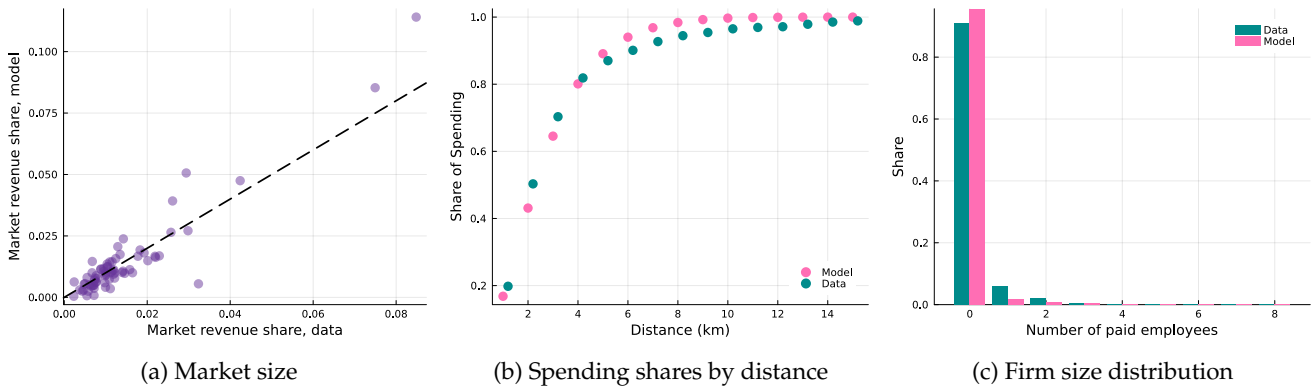 0.100
0.075
0.050
0.025
0.000
0.00
0.02
0.04
0.06
0.08
Market revenue share, model
Market revenue share, data
(a) Market size
1.0
0.8
0.6
0.4
0.2
2
4
6
8
10
12
14
Share of Spending
Distance (km)
Model
Data
(b) Spending shares by distance
0.8
0.6
0.4
0.2
0.0
0
2
4
6
8
Share
Number of paid employees
Data
Model
(c) Firm size distribution